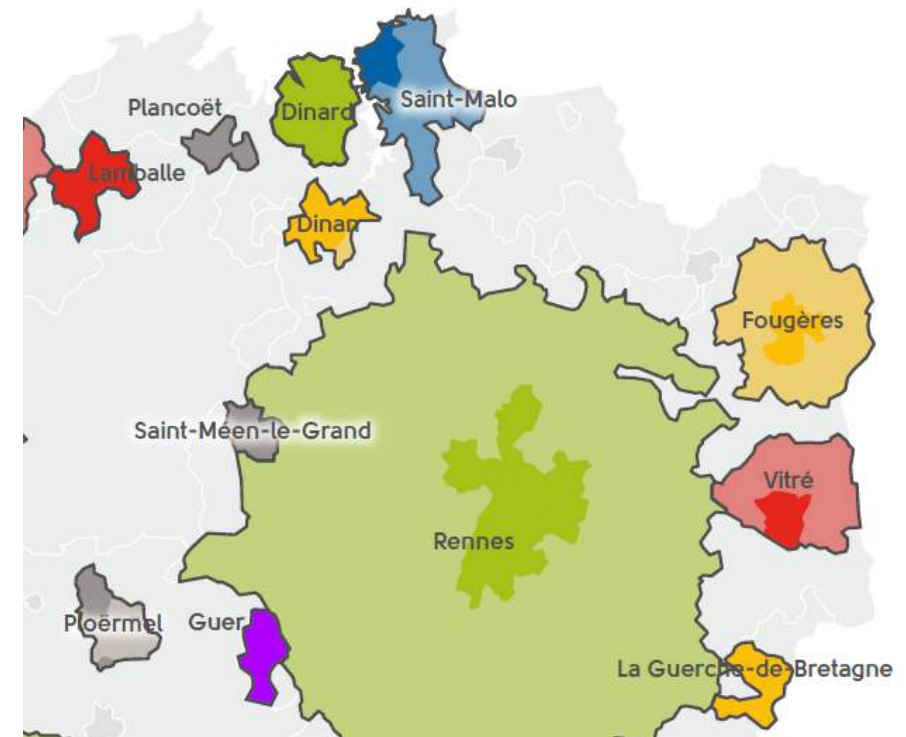 Saint-Malo
Plancoët
Dinard
Lamballe
Dinan
Fougères
Saint-Méen-le-Grand
Vitré
Rennes
Ploërmel
Guer
La Guerche-de-Bretagne